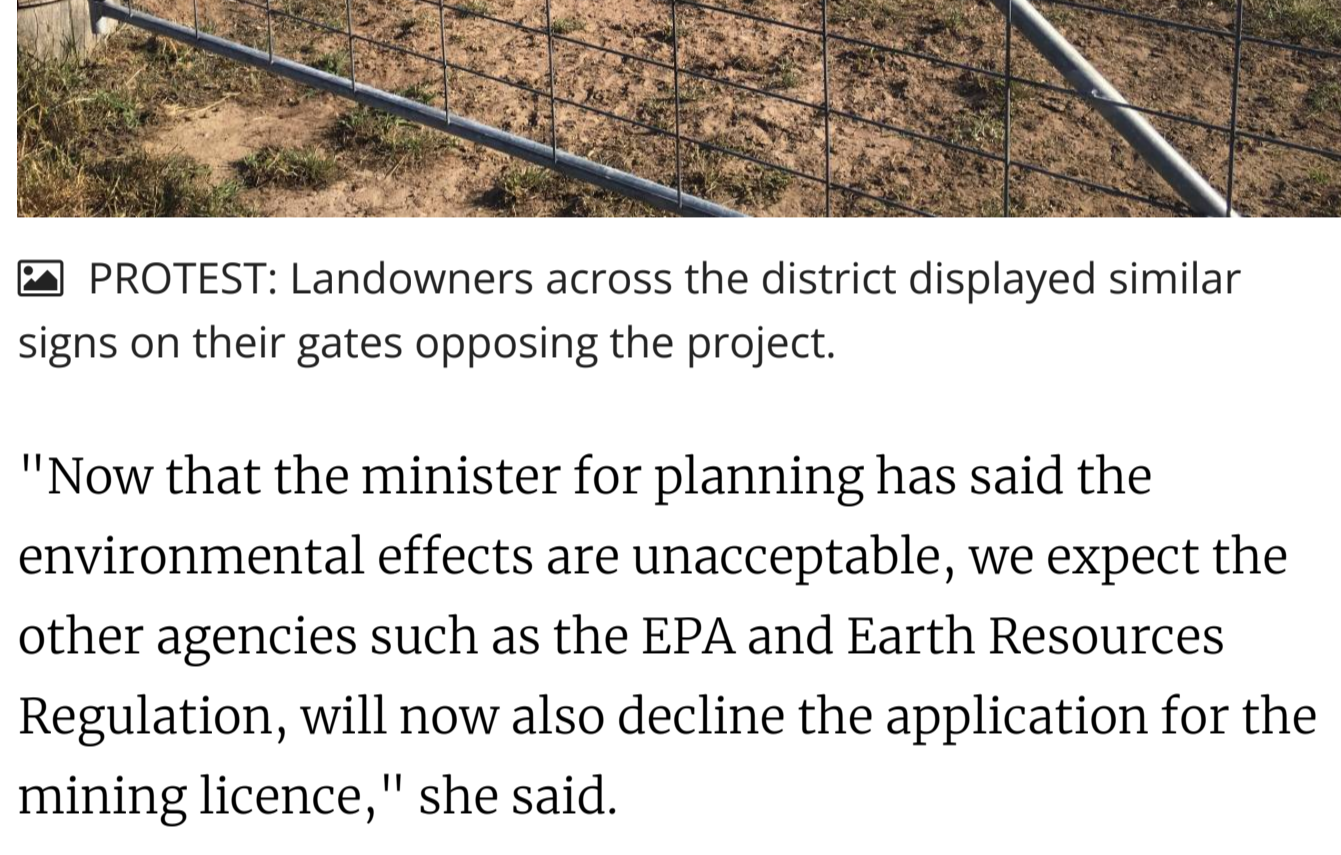 PROTEST: Landowners across the district displayed similar
signs on their gates opposing the project.
"Now that the minister for planning has said the
environmental effects are unacceptable, we expect the
other agencies such as the EPA and Earth Resources
Regulation, will now also decline the application for the
mining licence," she said.